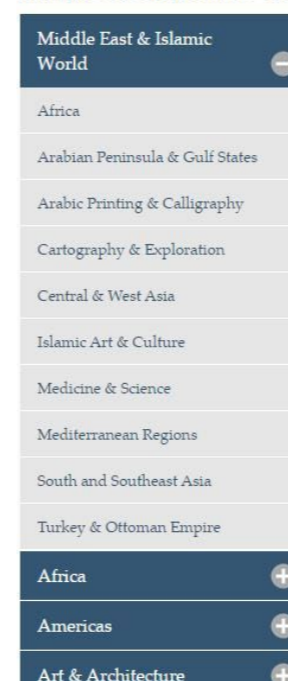 Middle East & Islamic
World
Africa
Arabian Peninsula & Gulf States
Arabic Printing & Calligraphy
Cartography & Exploration
Central & West Asia
Islamic Art & Culture
Medicine & Science
Mediterranean Regions
South and Southeast Asia
Turkey & Ottoman Empire
Africa
Americas
Art & Architecture